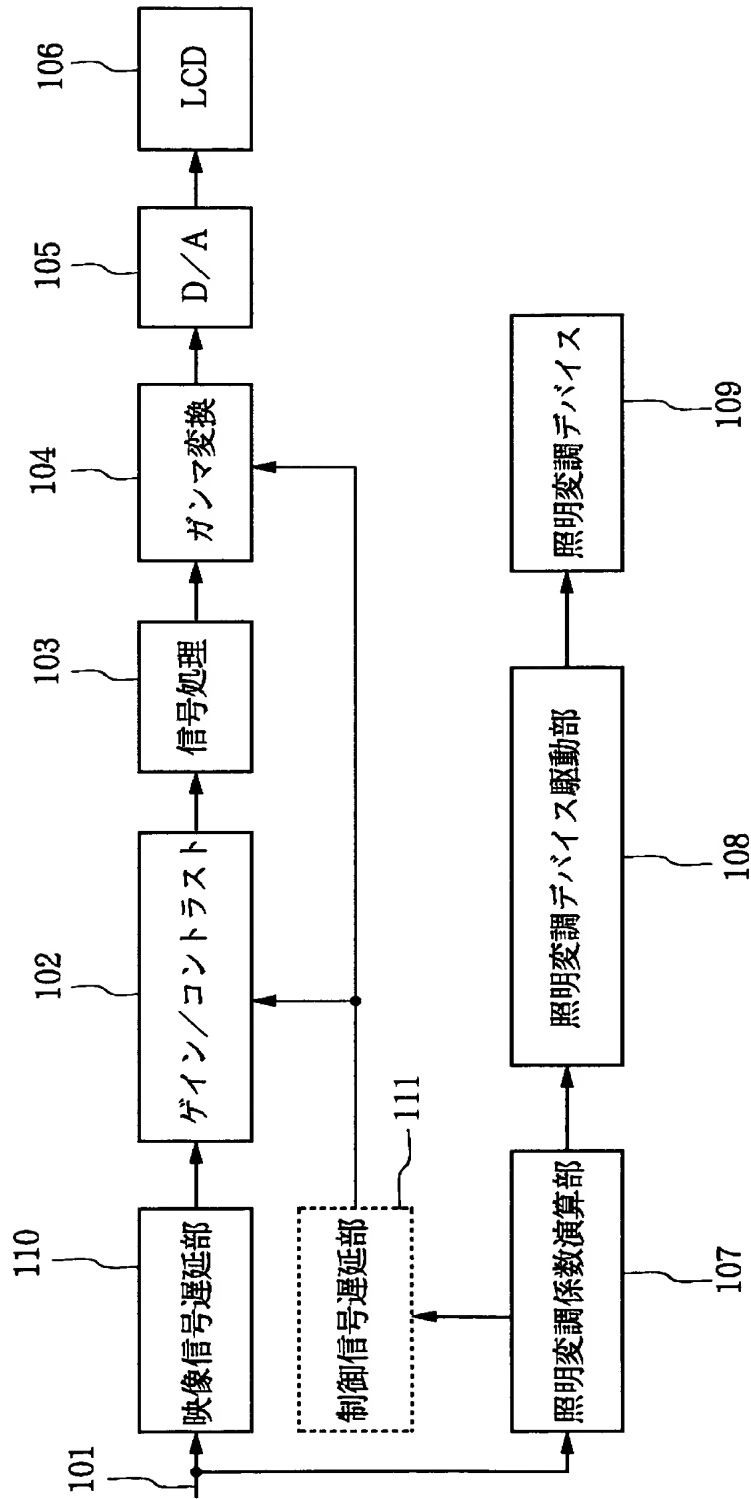 101
110
映像信号遅延部
102
ゲイン/コントラスト
103
信号処理
104
ガンマ変換
105
D/A
106
LCD
制御信号遅延部
111
照明変調係数演算部
107
照明変調デバイス駆動部
108
照明変調デバイス
109